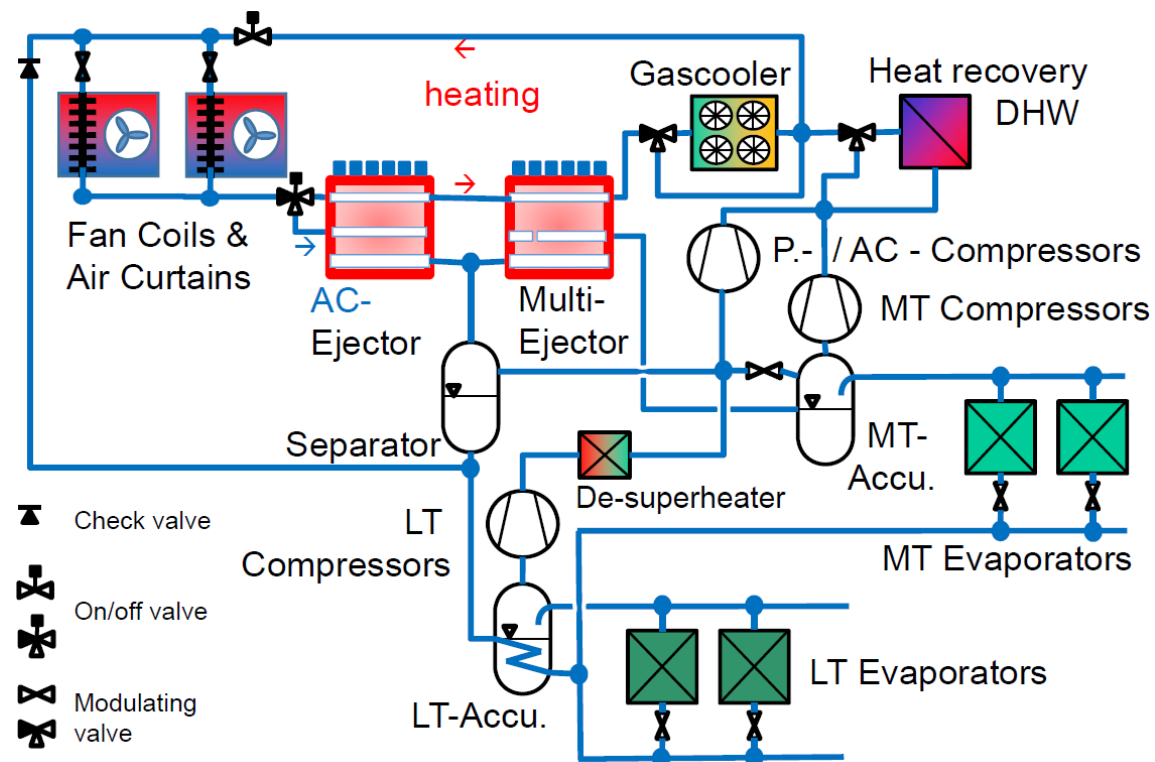 heating
Gascooler
Heat recovery
DHW
Fan Coils &
Air Curtains
AC-
Ejector
Multi-
Ejector
P.- / AC - Compressors
MT Compressors
Separator
De-superheater
MT-
Accu.
LT
Compressors
MT Evaporators
LT-Accu.
LT Evaporators
Check valve
On/off valve
Modulating
valve